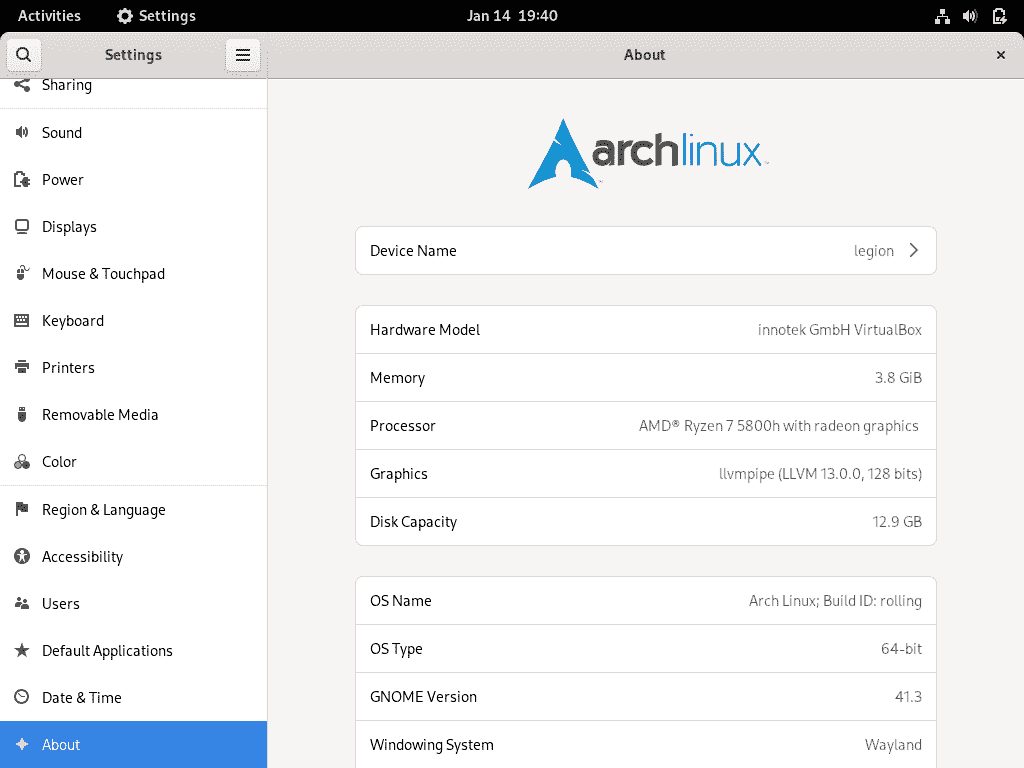 Activities Settings Jan 14 19:40
Settings
About
Sharing
Sound
Power
Displays
Mouse & Touchpad
Keyboard
Printers
Removable Media
Color
Region & Language
Accessibility
Users
Default Applications
Date & Time
About
archlinux
Device Name legion
Hardware Model innotek GmbH VirtualBox
Memory 3.8 GiB
Processor AMD® Ryzen 7 5800h with radeon graphics
Graphics llvmpipe (LLVM 13.0.0, 128 bits)
Disk Capacity 12.9 GB
OS Name Arch Linux; Build ID: rolling
OS Type 64-bit
GNOME Version 41.3
Windowing System Wayland